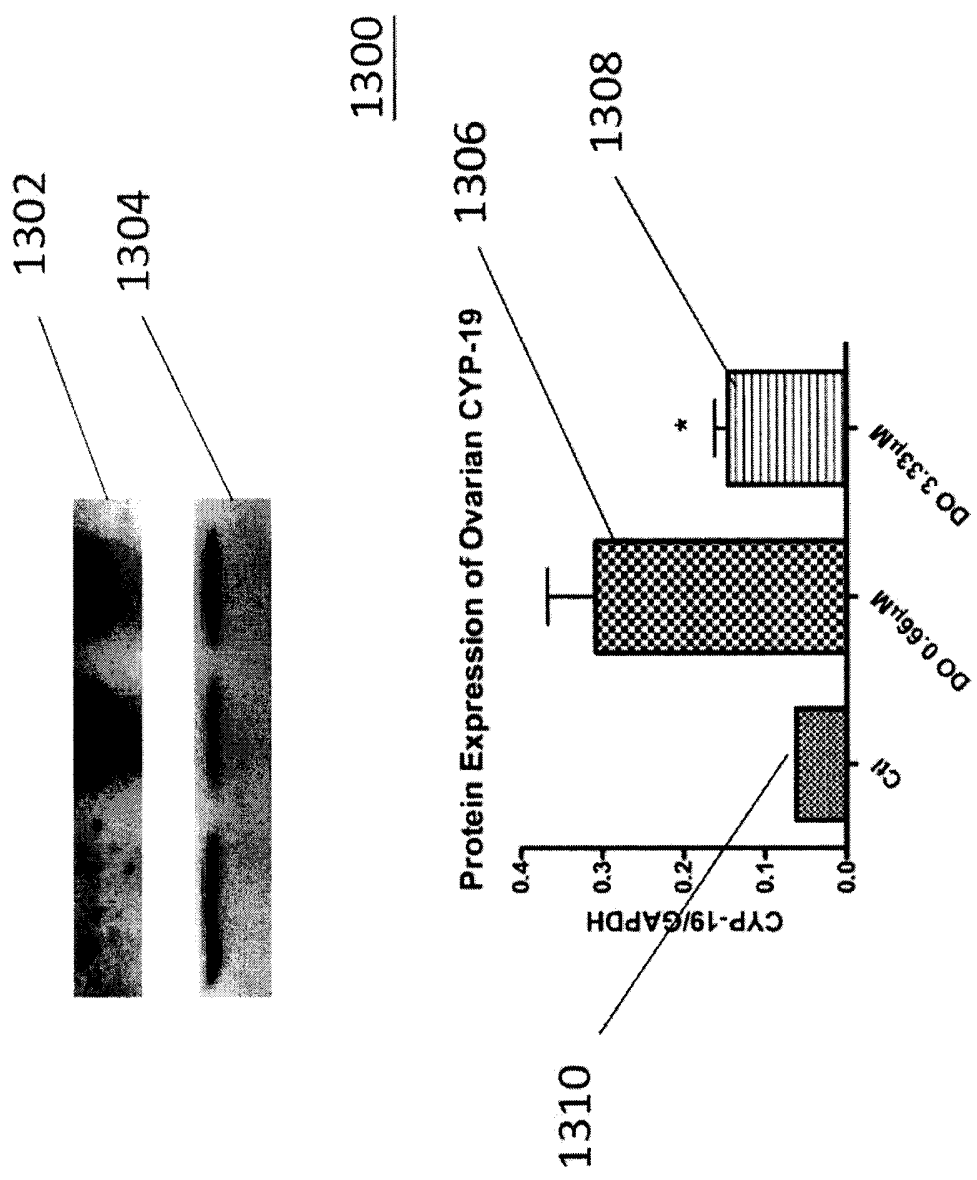 1302
1304
1300
Protein Expression of Ovarian CYP-19
1306
1308
1310
CYP-19/GAPDH
0.4
0.3
0.2
0.1
0.0
*
Ctl
DO 0.66µM
DO 3.33µM